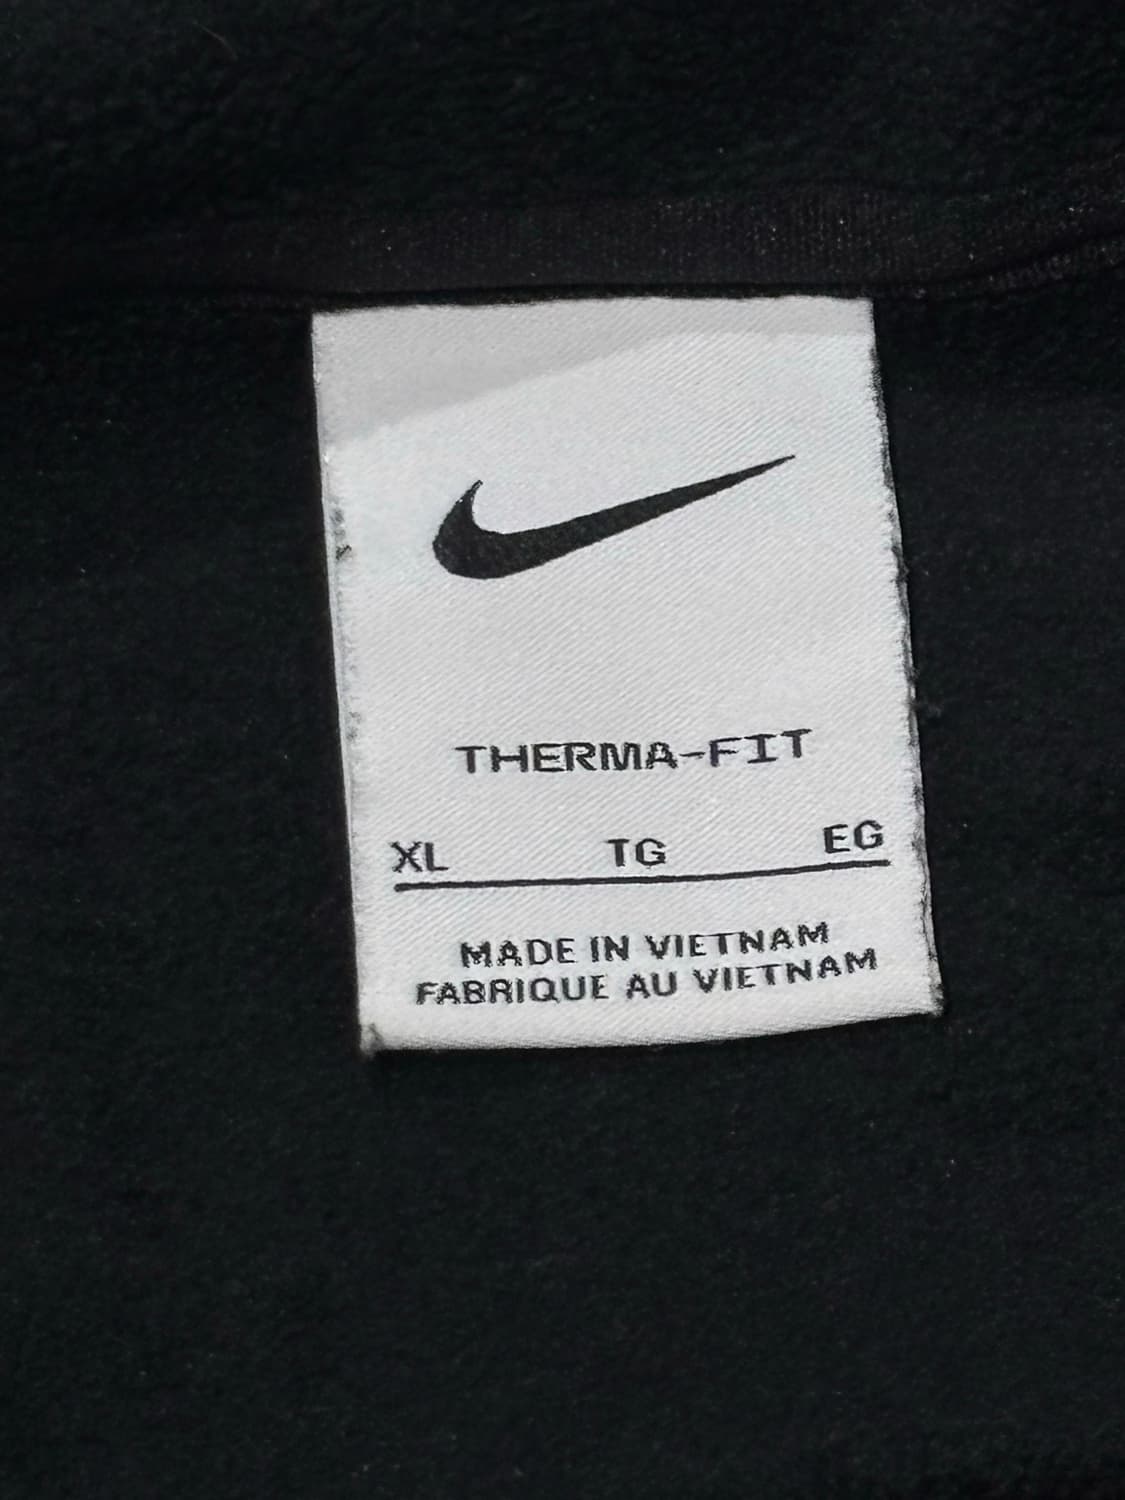 THERMA-FIT
XL TG EG
MADE IN VIETNAM
FABRIQUE AU VIETNAM